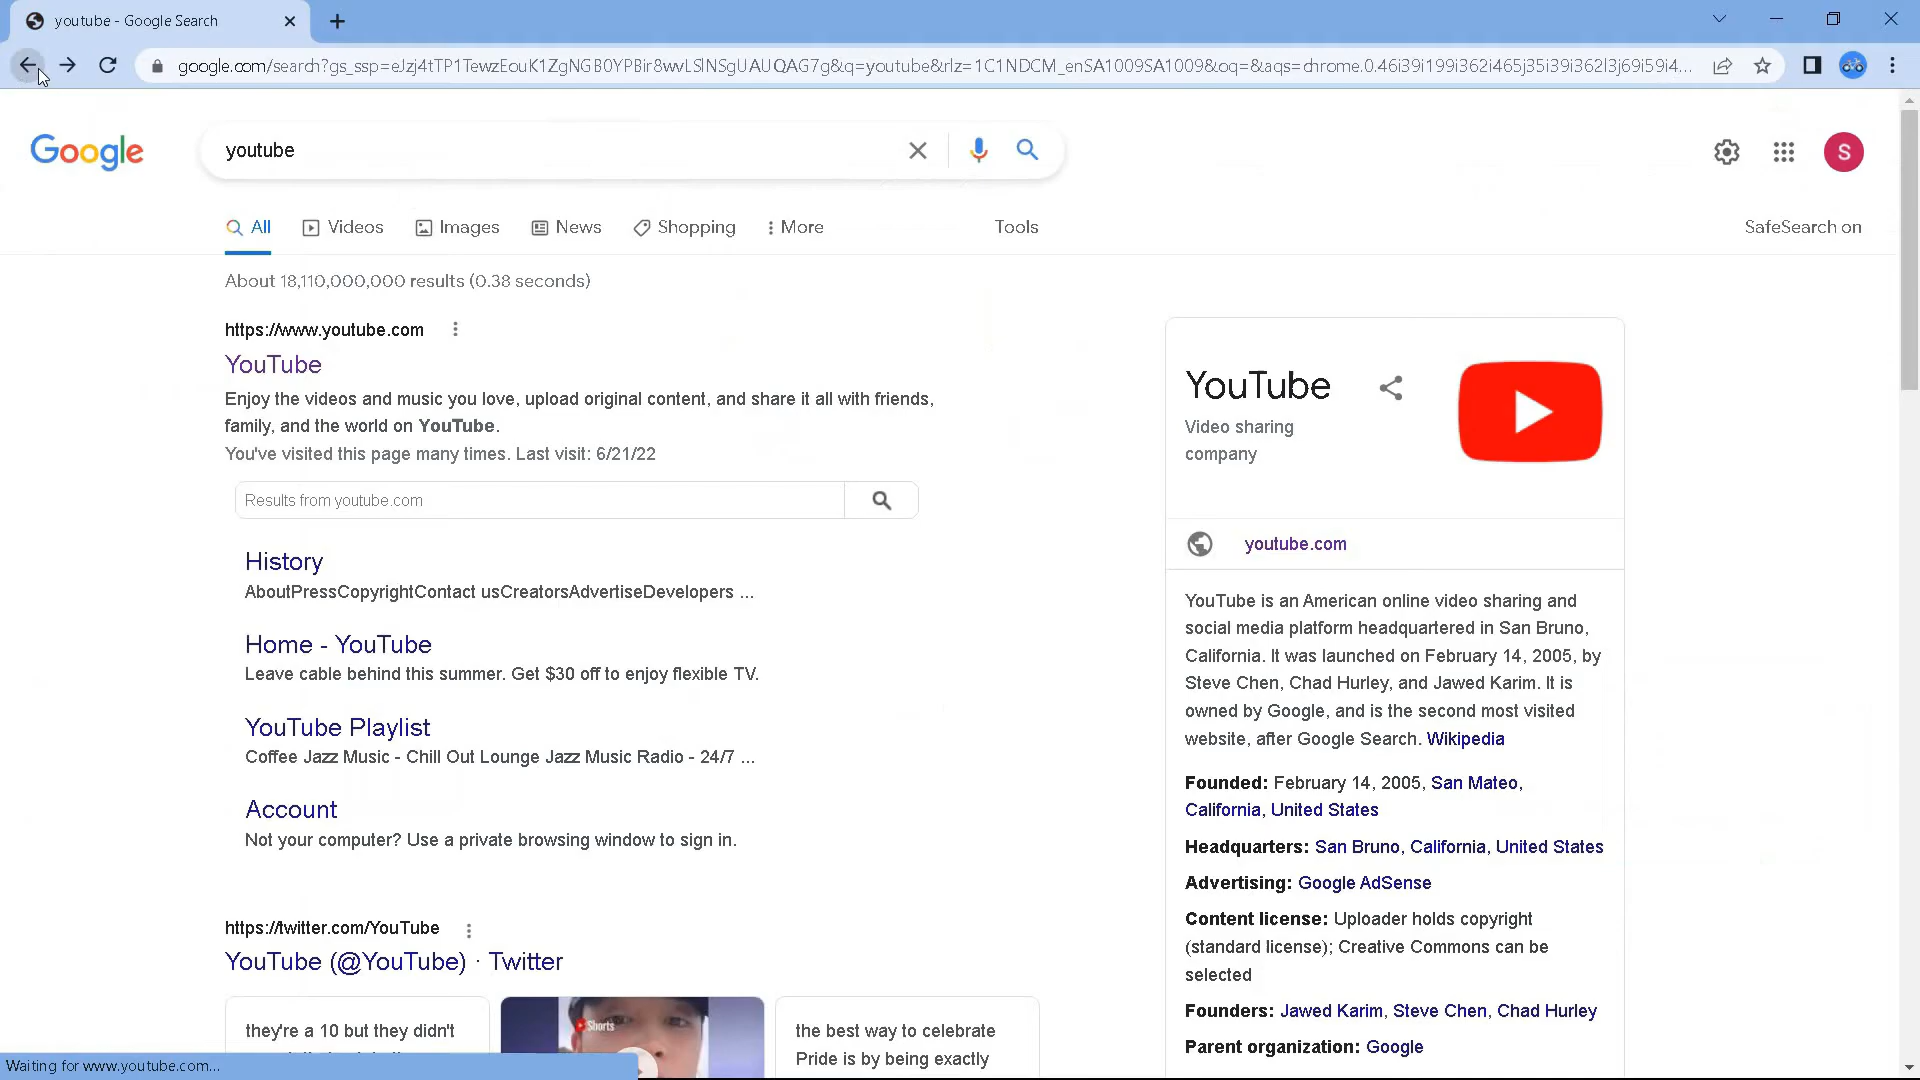 youtube - Google Search
google.com/search?gs_ssp=eJzj4tTP1TewzEouK1ZgNGB0YPBir8wvLSlNSgUAUQAG7g&q=youtube&rlz=1C1NDCM_enSA1009SA1009&oq=&aqs=chrome.0.46i39i199i362i465j35i39i362l3j69i59i4...
Google
youtube
S
All
Videos
Images
News
Shopping
More
Tools
SafeSearch on
About 18,110,000,000 results (0.38 seconds)
https://www.youtube.com
YouTube
Enjoy the videos and music you love, upload original content, and share it all with friends,
family, and the world on YouTube.
You've visited this page many times. Last visit: 6/21/22
Results from youtube.com
History
AboutPressCopyrightContact usCreatorsAdvertiseDevelopers ...
Home - YouTube
Leave cable behind this summer. Get $30 off to enjoy flexible TV.
YouTube Playlist
Coffee Jazz Music - Chill Out Lounge Jazz Music Radio - 24/7 ...
Account
Not your computer? Use a private browsing window to sign in.
https://twitter.com/YouTube
YouTube (@YouTube) · Twitter
they're a 10 but they didn't
Shorts
the best way to celebrate
Pride is by being exactly
YouTube
Video sharing
company
youtube.com
YouTube is an American online video sharing and
social media platform headquartered in San Bruno,
California. It was launched on February 14, 2005, by
Steve Chen, Chad Hurley, and Jawed Karim. It is
owned by Google, and is the second most visited
website, after Google Search. Wikipedia
Founded: February 14, 2005, San Mateo,
California, United States
Headquarters: San Bruno, California, United States
Advertising: Google AdSense
Content license: Uploader holds copyright
(standard license); Creative Commons can be
selected
Founders: Jawed Karim, Steve Chen, Chad Hurley
Parent organization: Google
Waiting for www.youtube.com...